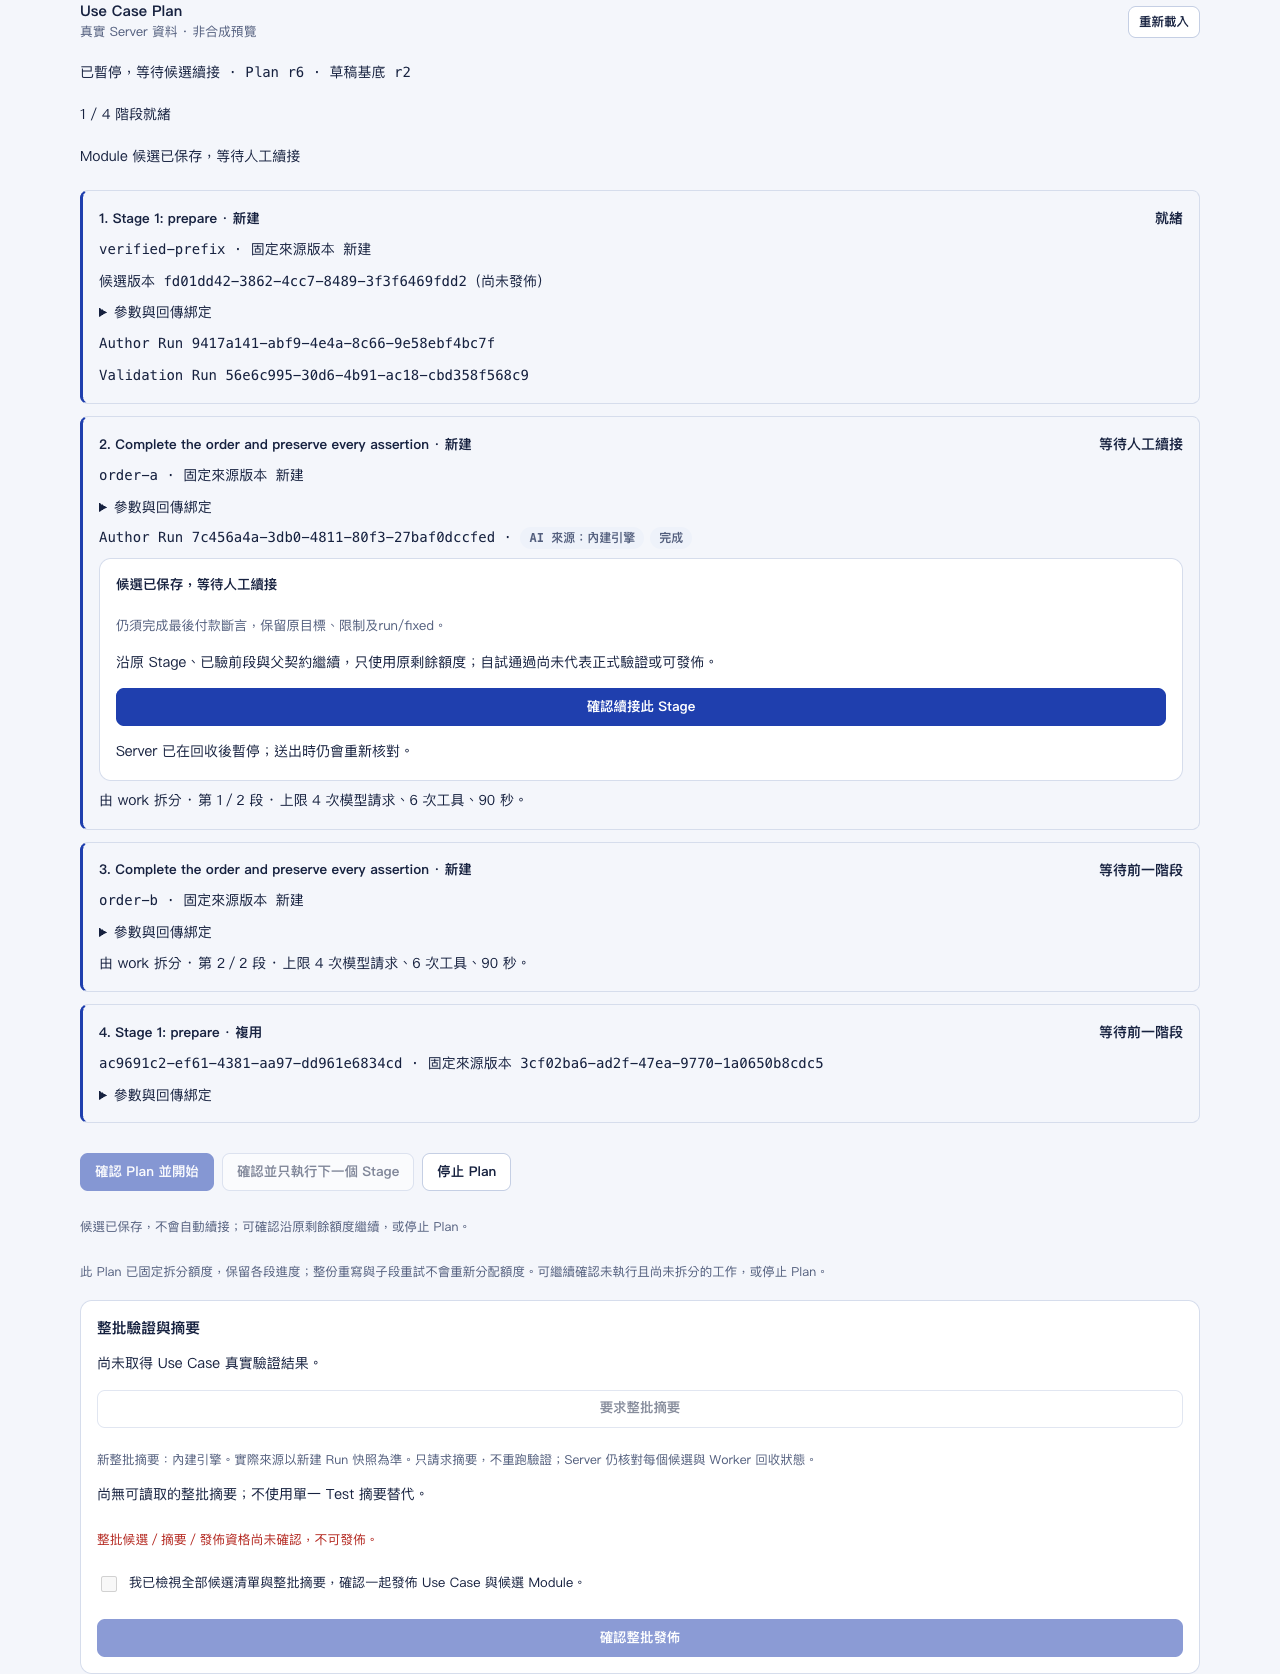 Use Case Plan
真實 Server 資料 · 非合成預覽
重新載入
已暫停，等待候選續接 · Plan r6 · 草稿基底 r2
1 / 4 階段就緒
Module 候選已保存，等待人工續接
1. Stage 1: prepare · 新建
就緒
verified-prefix · 固定來源版本 新建
候選版本 fd01dd42-3862-4cc7-8489-3f3f6469fdd2（尚未發佈）
▶ 參數與回傳綁定
Author Run 9417a141-abf9-4e4a-8c66-9e58ebf4bc7f
Validation Run 56e6c995-30d6-4b91-ac18-cbd358f568c9
2. Complete the order and preserve every assertion · 新建
等待人工續接
order-a · 固定來源版本 新建
▶ 參數與回傳綁定
Author Run 7c456a4a-3db0-4811-80f3-27baf0dccfed · AI 來源：內建引擎 完成
候選已保存，等待人工續接
仍須完成最後付款斷言，保留原目標、限制及run/fixed。
沿原 Stage、已驗前段與父契約繼續，只使用原剩餘額度；自試通過尚未代表正式驗證或可發佈。
確認續接此 Stage
Server 已在回收後暫停；送出時仍會重新核對。
由 work 拆分 · 第 1 / 2 段 · 上限 4 次模型請求、6 次工具、90 秒。
3. Complete the order and preserve every assertion · 新建
等待前一階段
order-b · 固定來源版本 新建
▶ 參數與回傳綁定
由 work 拆分 · 第 2 / 2 段 · 上限 4 次模型請求、6 次工具、90 秒。
4. Stage 1: prepare · 複用
等待前一階段
ac9691c2-ef61-4381-aa97-dd961e6834cd · 固定來源版本 3cf02ba6-ad2f-47ea-9770-1a0650b8cdc5
▶ 參數與回傳綁定
確認 Plan 並開始
確認並只執行下一個 Stage
停止 Plan
候選已保存，不會自動續接；可確認沿原剩餘額度繼續，或停止 Plan。
此 Plan 已固定拆分額度，保留各段進度；整份重寫與子段重試不會重新分配額度。可繼續確認未執行且尚未拆分的工作，或停止 Plan。
整批驗證與摘要
尚未取得 Use Case 真實驗證結果。
要求整批摘要
新整批摘要：內建引擎。實際來源以新建 Run 快照為準。只請求摘要，不重跑驗證；Server 仍核對每個候選與 Worker 回收狀態。
尚無可讀取的整批摘要；不使用單一 Test 摘要替代。
整批候選 / 摘要 / 發佈資格尚未確認，不可發佈。
我已檢視全部候選清單與整批摘要，確認一起發佈 Use Case 與候選 Module。
確認整批發佈